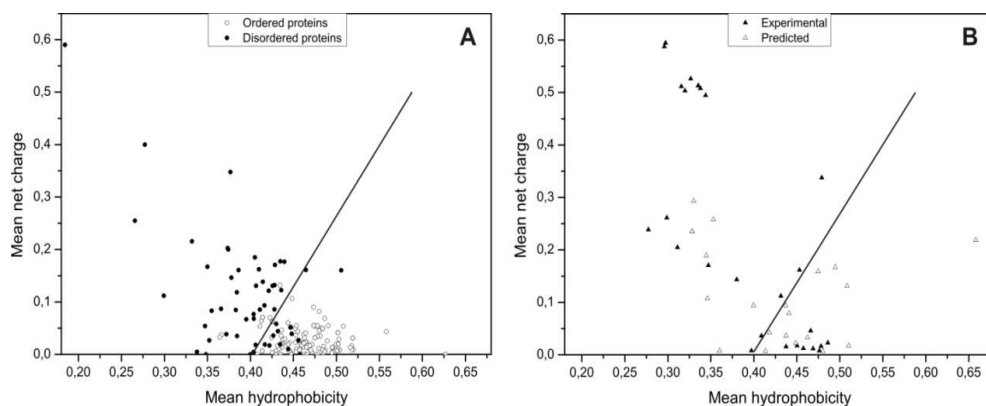 Ordered proteins
Disordered proteins
A
Mean net charge
0,6
0,5
0,4
0,3
0,2
0,1
0,0
0,20 0,25 0,30 0,35 0,40 0,45 0,50 0,55 0,60 0,65
Mean hydrophobicity
Experimental
Predicted
B
Mean net charge
0,6
0,5
0,4
0,3
0,2
0,1
0,0
0,20 0,25 0,30 0,35 0,40 0,45 0,50 0,55 0,60 0,65
Mean hydrophobicity